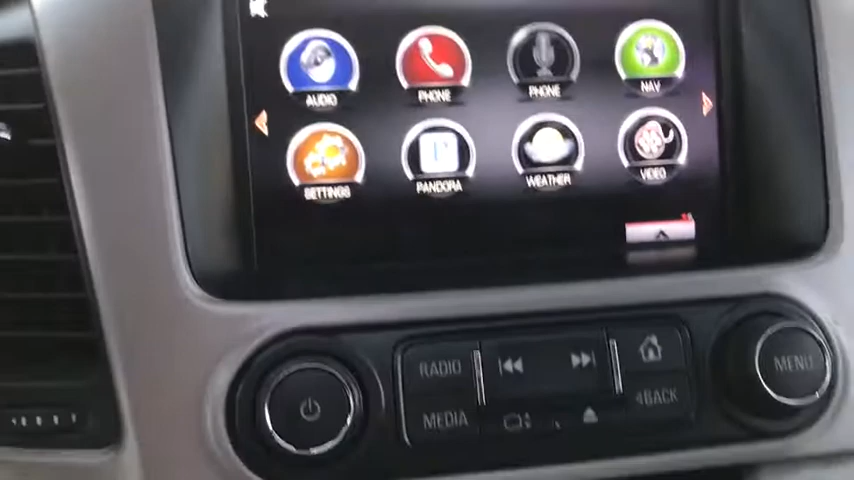 AUDIO PHONE PHONE NAV
SETTINGS PANDORA WEATHER VIDEO
RADIO
MEDIA
BACK
MENU